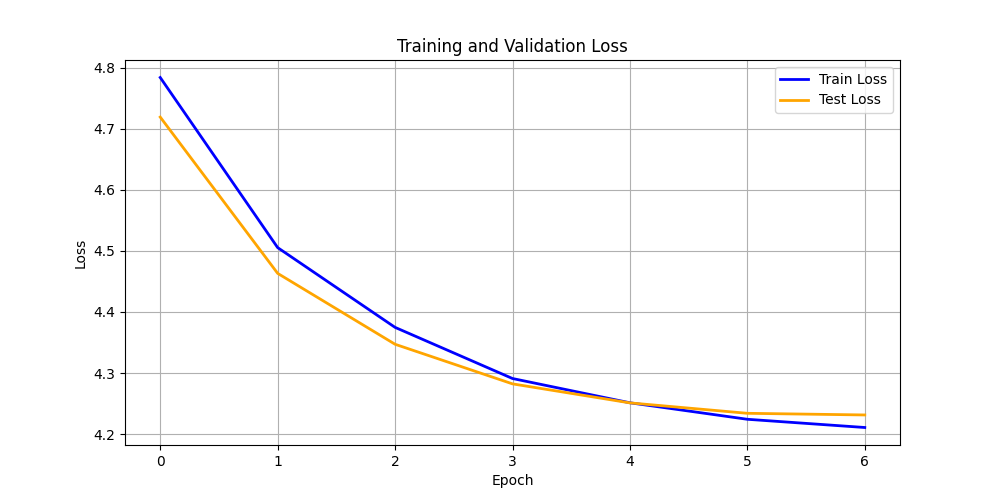 Training and Validation Loss
Train Loss
Test Loss
4.8
4.7
4.6
4.5
4.4
4.3
4.2
Loss
0 1 2 3 4 5 6
Epoch